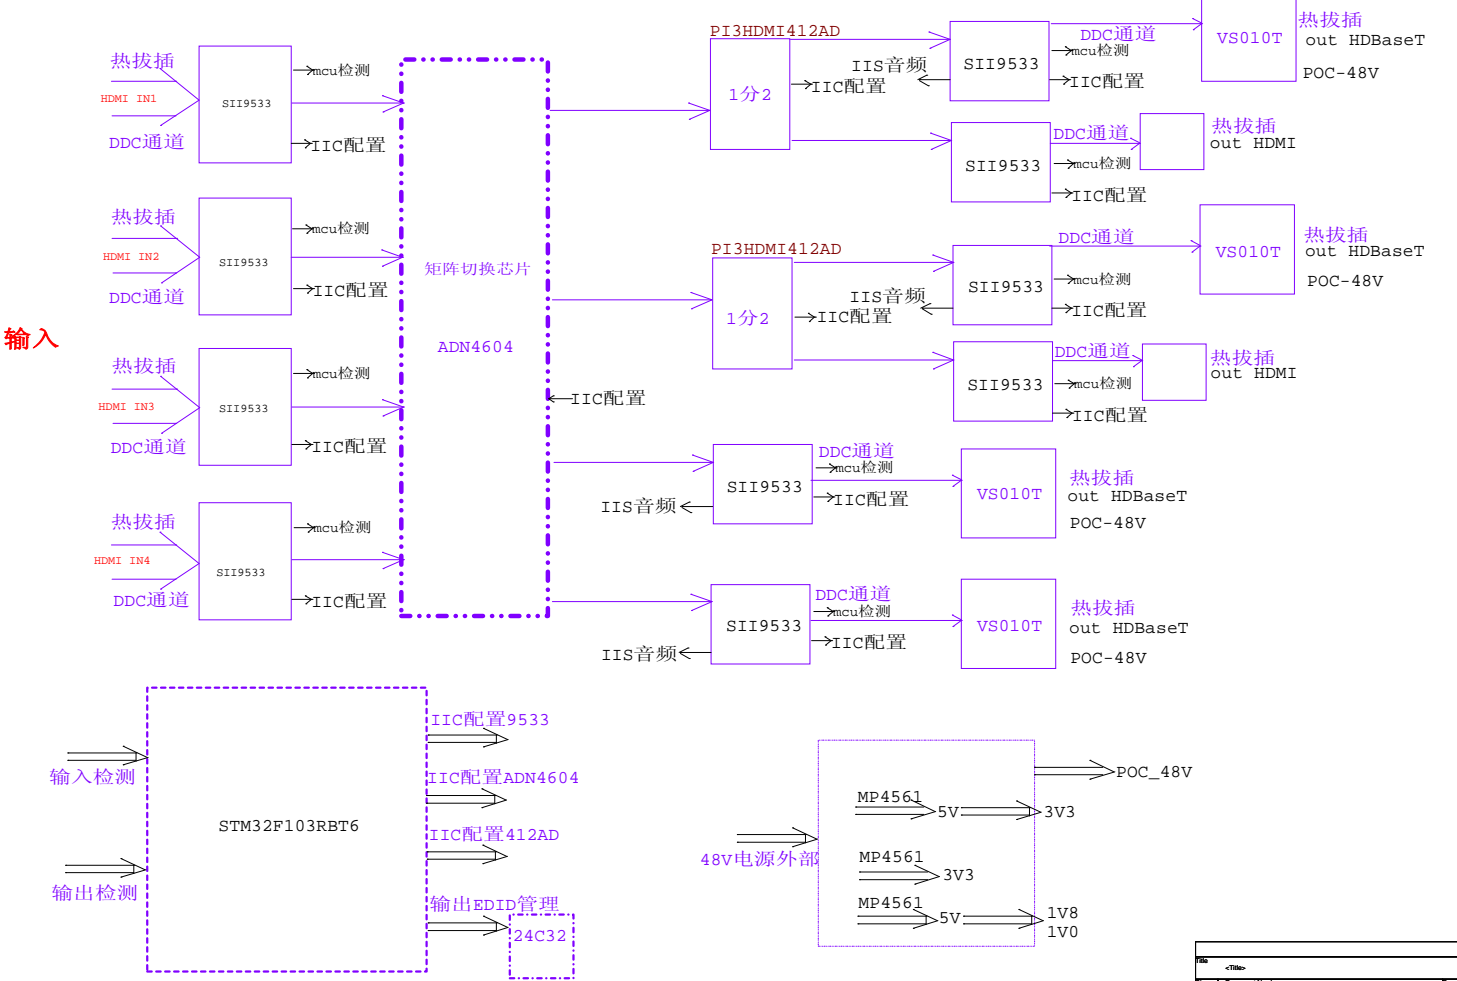 输入
热拔插
HDMI IN1
DDC通道
SII9533
mcu检测
IIC配置
热拔插
HDMI IN2
DDC通道
SII9533
mcu检测
IIC配置
热拔插
HDMI IN3
DDC通道
SII9533
mcu检测
IIC配置
热拔插
HDMI IN4
DDC通道
SII9533
mcu检测
IIC配置
矩阵切换芯片
ADN4604
IIC配置
PI3HDMI412AD
1分2
IIC配置
IIS音频
SII9533
DDC通道
mcu检测
IIC配置
VS010T
热拔插
out HDBaseT
POC-48V
SII9533
DDC通道
mcu检测
IIC配置
热拔插
out HDMI
PI3HDMI412AD
1分2
IIC配置
IIS音频
SII9533
DDC通道
mcu检测
IIC配置
VS010T
热拔插
out HDBaseT
POC-48V
SII9533
DDC通道
mcu检测
IIC配置
热拔插
out HDMI
SII9533
IIS音频
DDC通道
mcu检测
IIC配置
VS010T
热拔插
out HDBaseT
POC-48V
SII9533
IIS音频
DDC通道
mcu检测
IIC配置
VS010T
热拔插
out HDBaseT
POC-48V
输入检测
输出检测
STM32F103RBT6
IIC配置9533
IIC配置ADN4604
IIC配置412AD
输出EDID管理
24C32
48V电源外部
POC_48V
MP4561
5V
3V3
MP4561
3V3
MP4561
5V
1V8
1V0
Title
<Title>